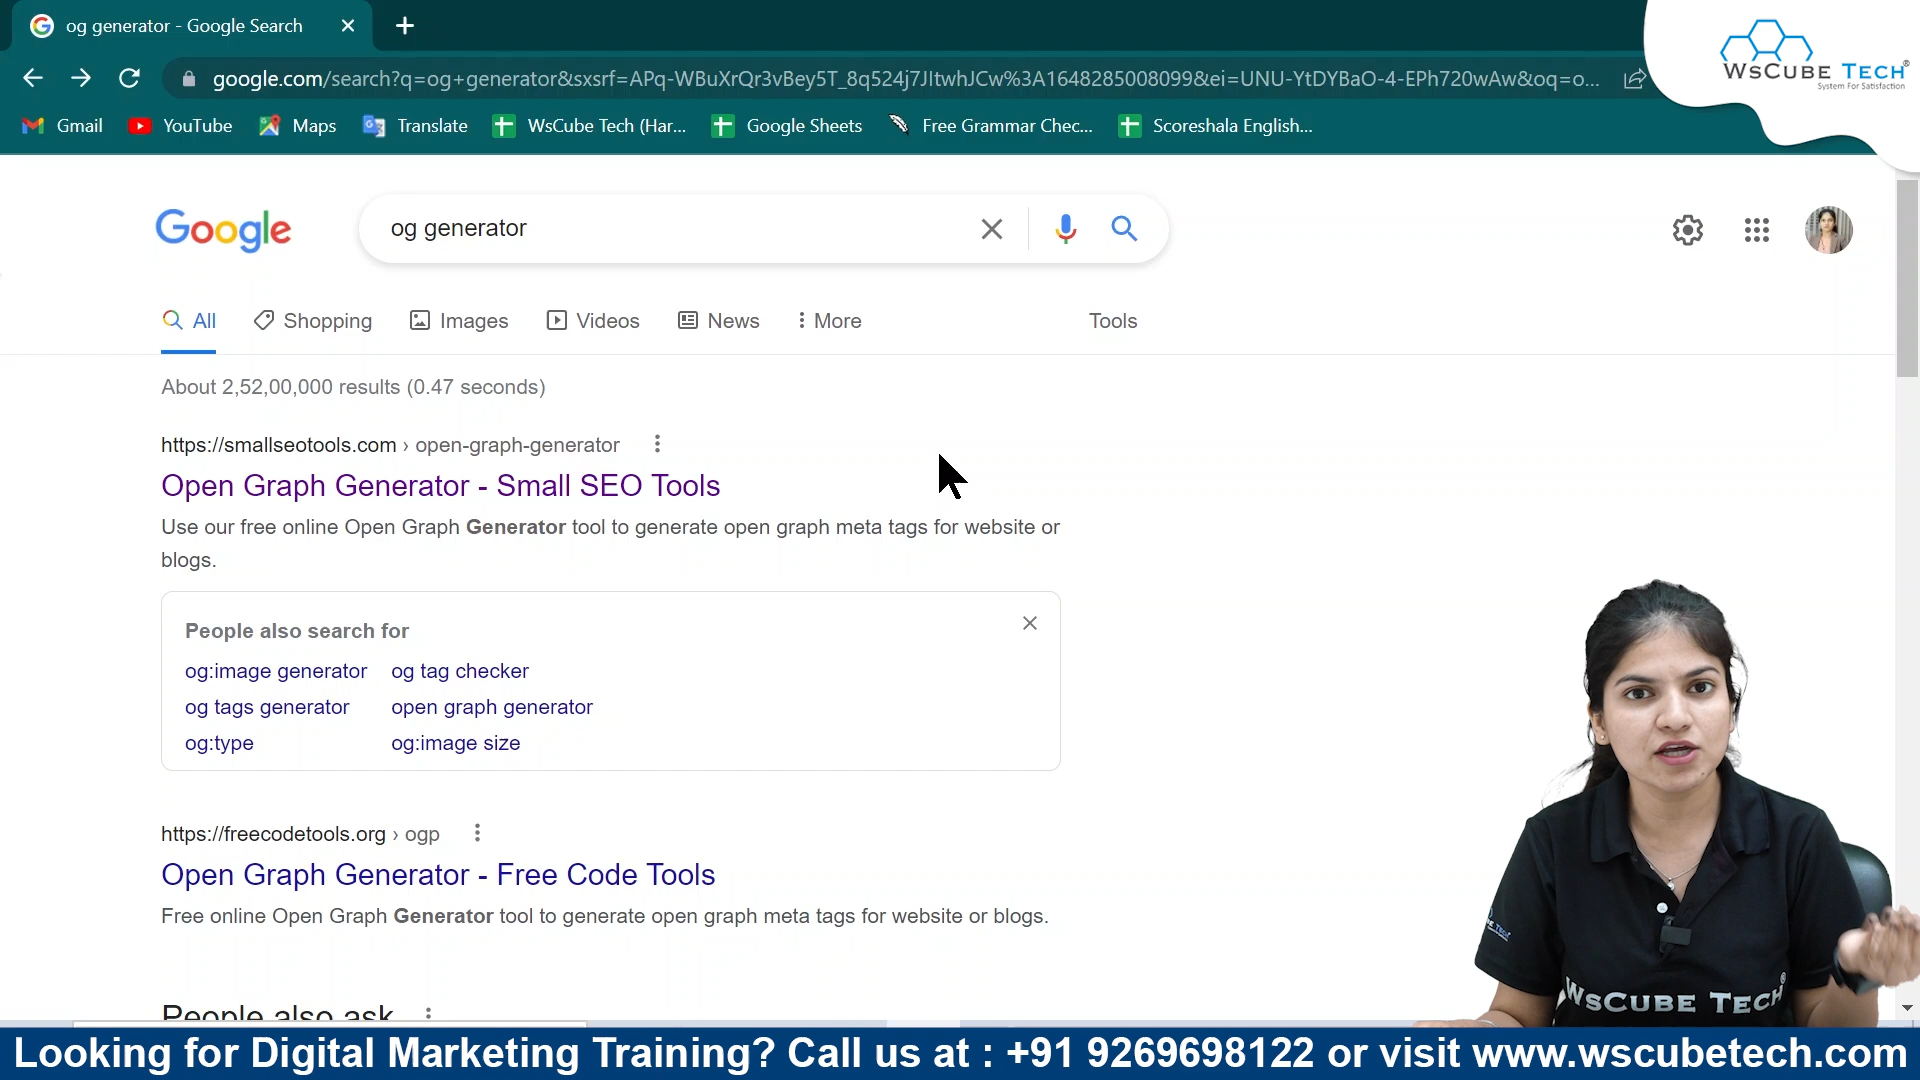 og generator - Google Search
google.com/search?q=og+generator&sxsrf=APq-WBuXrQr3vBey5T_8q524j7JItwhJCw%3A1648285008099&ei=UNU-YtDYBaO-4-EPh720wAw&oq=o...
WsCube Tech®
System For Satisfaction
Gmail YouTube Maps Translate WsCube Tech (Har... Google Sheets Free Grammar Chec... Scoreshala English...
Google og generator
All Shopping Images Videos News More Tools
About 2,52,00,000 results (0.47 seconds)
https://smallseotools.com › open-graph-generator
Open Graph Generator - Small SEO Tools
Use our free online Open Graph Generator tool to generate open graph meta tags for website or
blogs.
People also search for
og:image generator og tag checker
og tags generator open graph generator
og:type og:image size
https://freecodetools.org › ogp
Open Graph Generator - Free Code Tools
Free online Open Graph Generator tool to generate open graph meta tags for website or blogs.
People also ask
WsCube Tech®
Looking for Digital Marketing Training? Call us at : +91 9269698122 or visit www.wscubetech.com